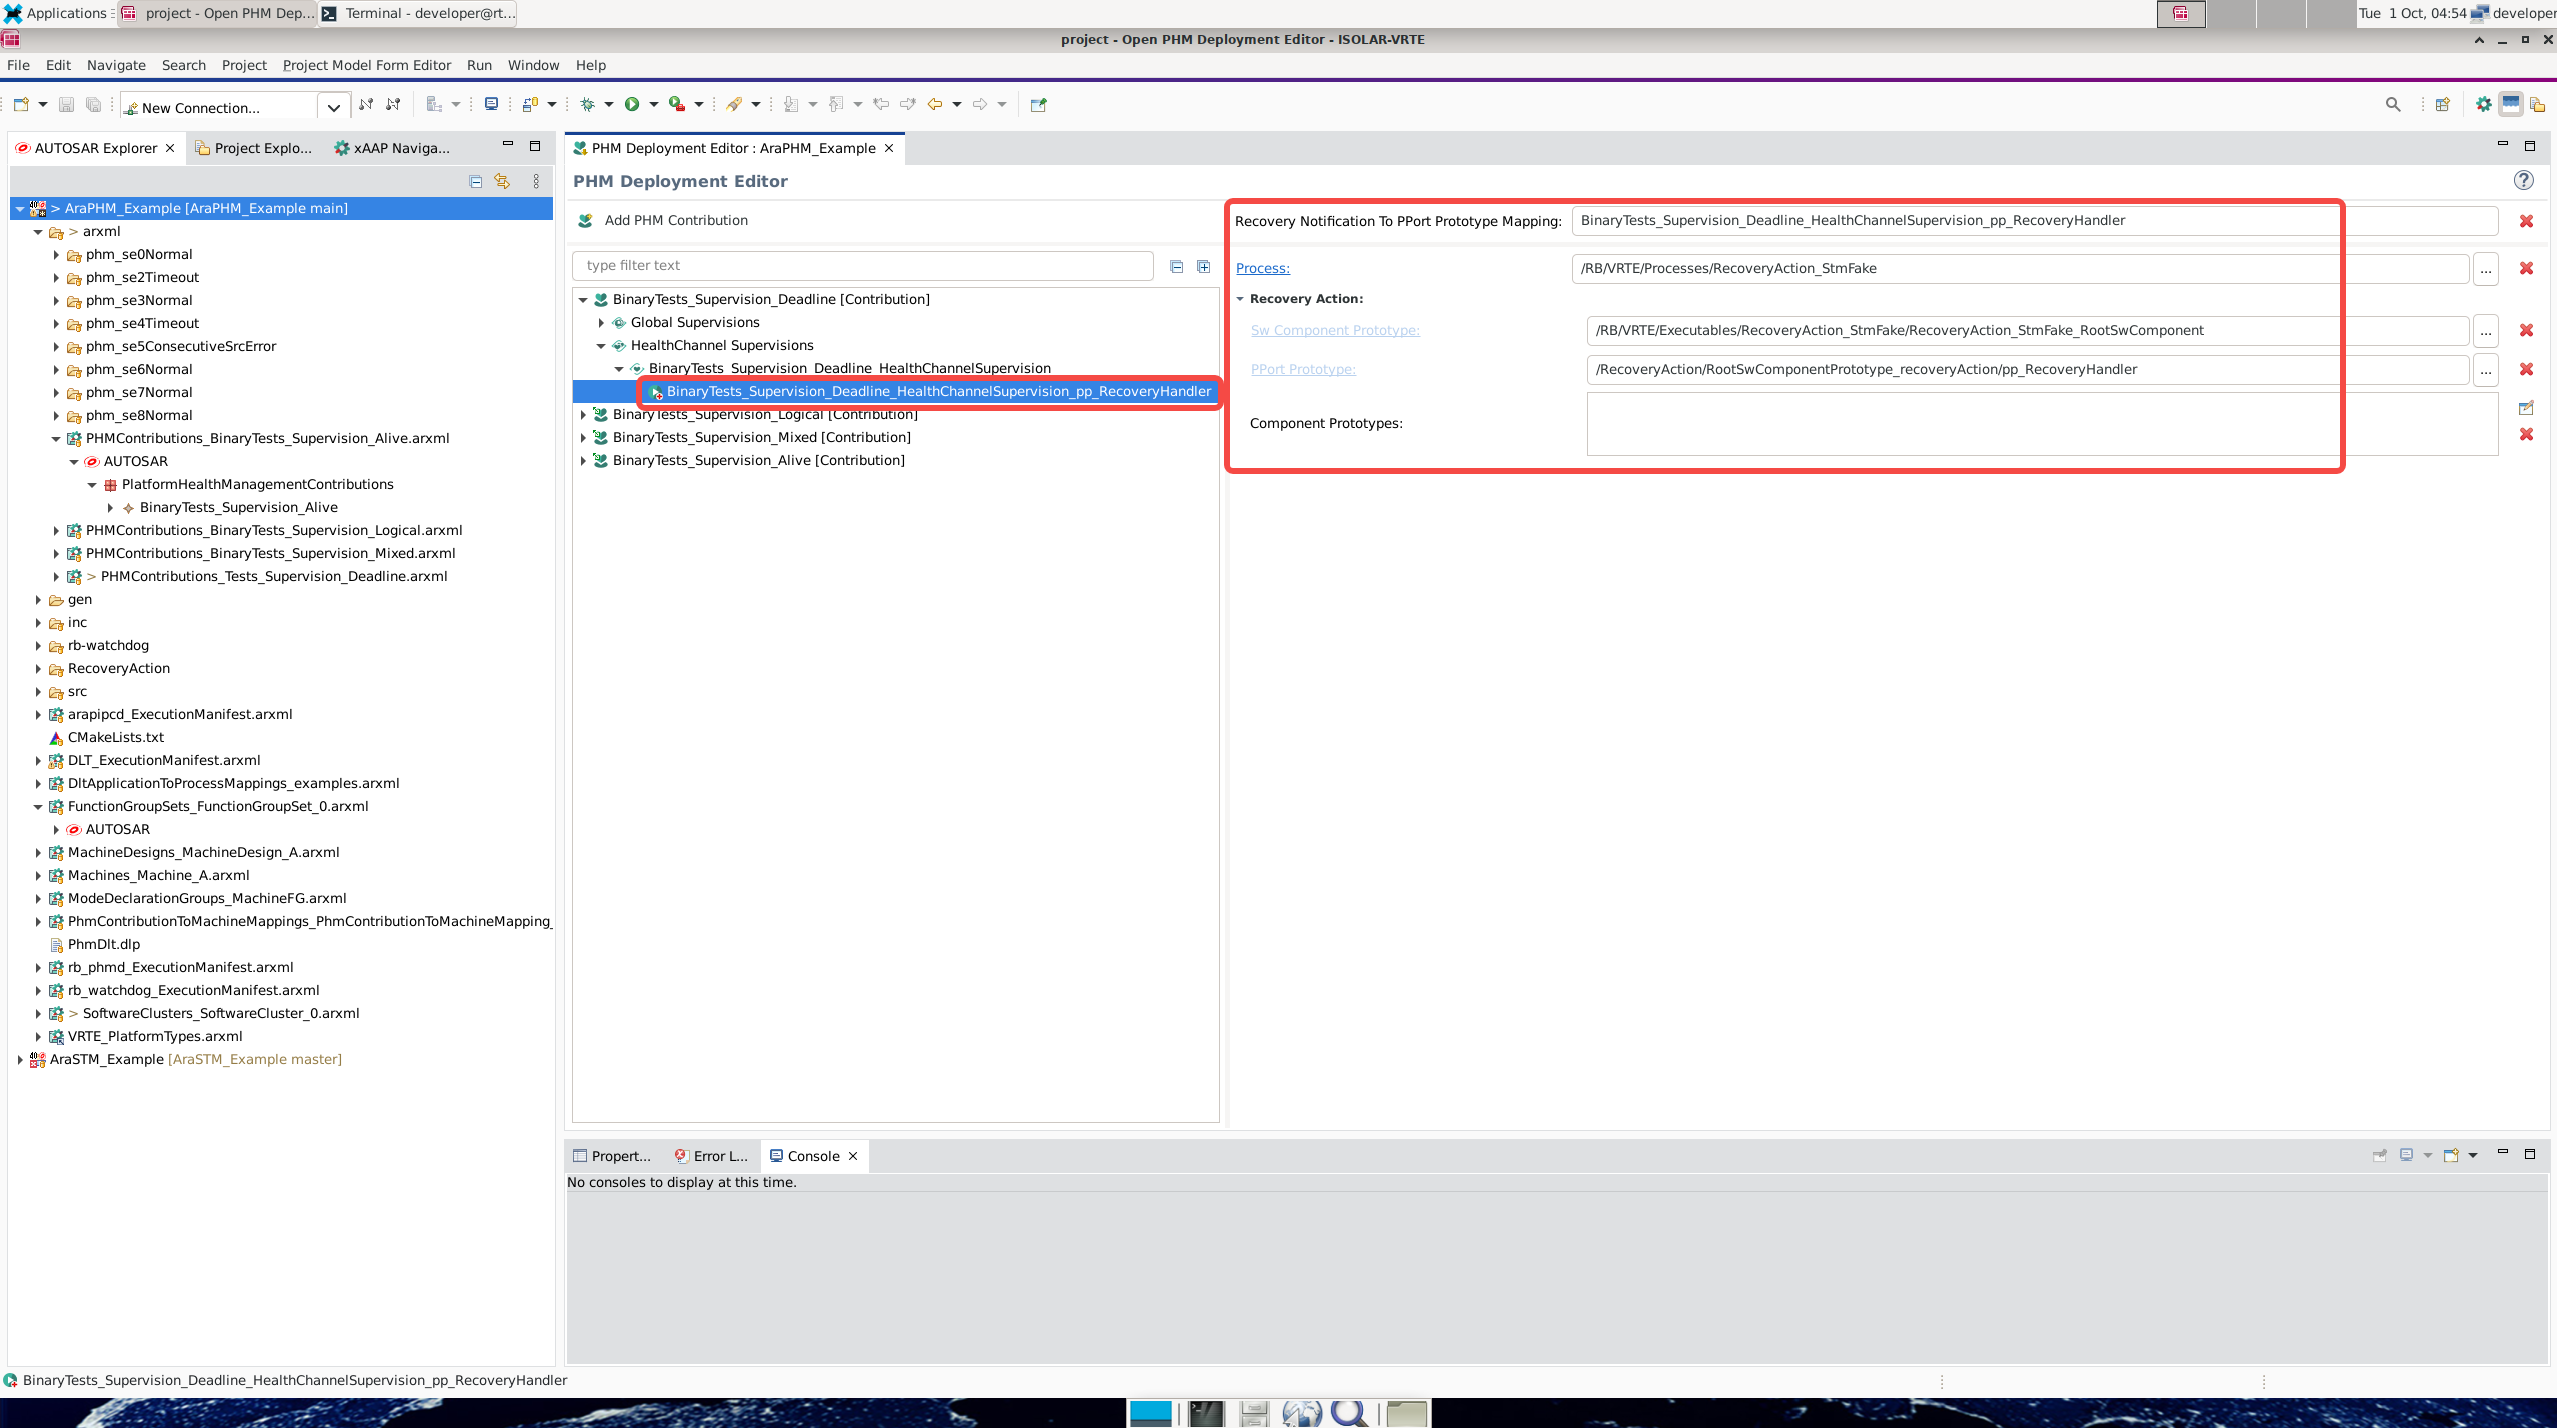 Applications
project - Open PHM Dep...
Terminal - developer@rt...
Tue 1 Oct, 04:54
developer
project - Open PHM Deployment Editor - ISOLAR-VRTE
File Edit Navigate Search Project Project Model Form Editor Run Window Help
New Connection...
AUTOSAR Explorer
Project Explo...
xAAP Naviga...
> AraPHM_Example [AraPHM_Example main]
> arxml
phm_se0Normal
phm_se2Timeout
phm_se3Normal
phm_se4Timeout
phm_se5ConsecutiveSrcError
phm_se6Normal
phm_se7Normal
phm_se8Normal
PHMContributions_BinaryTests_Supervision_Alive.arxml
AUTOSAR
PlatformHealthManagementContributions
BinaryTests_Supervision_Alive
PHMContributions_BinaryTests_Supervision_Logical.arxml
PHMContributions_BinaryTests_Supervision_Mixed.arxml
> PHMContributions_Tests_Supervision_Deadline.arxml
gen
inc
rb-watchdog
RecoveryAction
src
arapipcd_ExecutionManifest.arxml
CMakeLists.txt
DLT_ExecutionManifest.arxml
DltApplicationToProcessMappings_examples.arxml
FunctionGroupSets_FunctionGroupSet_0.arxml
AUTOSAR
MachineDesigns_MachineDesign_A.arxml
Machines_Machine_A.arxml
ModeDeclarationGroups_MachineFG.arxml
PhmContributionToMachineMappings_PhmContributionToMachineMapping_
PhmDlt.dlp
rb_phmd_ExecutionManifest.arxml
rb_watchdog_ExecutionManifest.arxml
> SoftwareClusters_SoftwareCluster_0.arxml
VRTE_PlatformTypes.arxml
AraSTM_Example [AraSTM_Example master]
PHM Deployment Editor : AraPHM_Example
PHM Deployment Editor
Add PHM Contribution
type filter text
BinaryTests_Supervision_Deadline [Contribution]
Global Supervisions
HealthChannel Supervisions
BinaryTests_Supervision_Deadline_HealthChannelSupervision
BinaryTests_Supervision_Deadline_HealthChannelSupervision_pp_RecoveryHandler
BinaryTests_Supervision_Logical [Contribution]
BinaryTests_Supervision_Mixed [Contribution]
BinaryTests_Supervision_Alive [Contribution]
Recovery Notification To PPort Prototype Mapping: BinaryTests_Supervision_Deadline_HealthChannelSupervision_pp_RecoveryHandler
Process: /RB/VRTE/Processes/RecoveryAction_StmFake ...
Recovery Action:
Sw Component Prototype: /RB/VRTE/Executables/RecoveryAction_StmFake/RecoveryAction_StmFake_RootSwComponent ...
PPort Prototype: /RecoveryAction/RootSwComponentPrototype_recoveryAction/pp_RecoveryHandler ...
Component Prototypes:
Propert...
Error L...
Console
No consoles to display at this time.
BinaryTests_Supervision_Deadline_HealthChannelSupervision_pp_RecoveryHandler